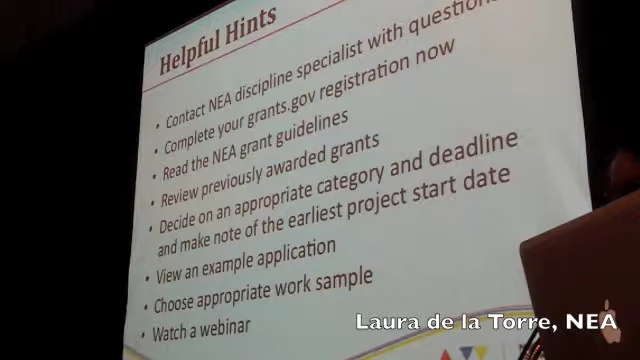 Helpful Hints
• Contact NEA discipline specialist with questions
• Complete your grants.gov registration now
• Read the NEA grant guidelines
• Review previously awarded grants
• Decide on an appropriate category and deadline
and make note of the earliest project start date
• View an example application
• Choose appropriate work sample
• Watch a webinar
Laura de la Torre, NEA